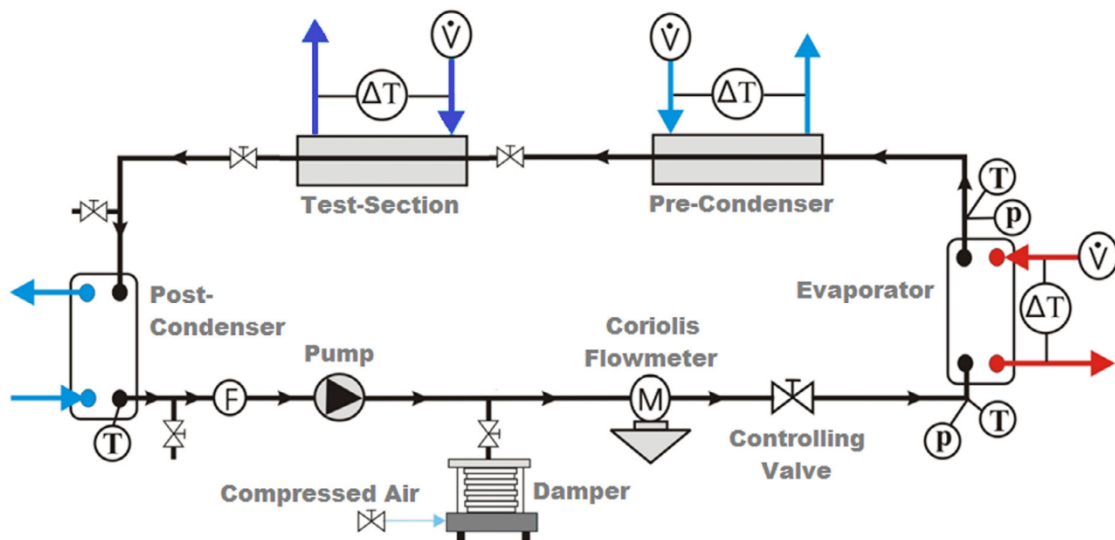 V̇
V̇
ΔT
ΔT
Test-Section
Pre-Condenser
T
p
Post-
Condenser
Evaporator
V̇
ΔT
Pump
Coriolis
Flowmeter
F
M
T
p
T
Controlling
Valve
Compressed Air
Damper